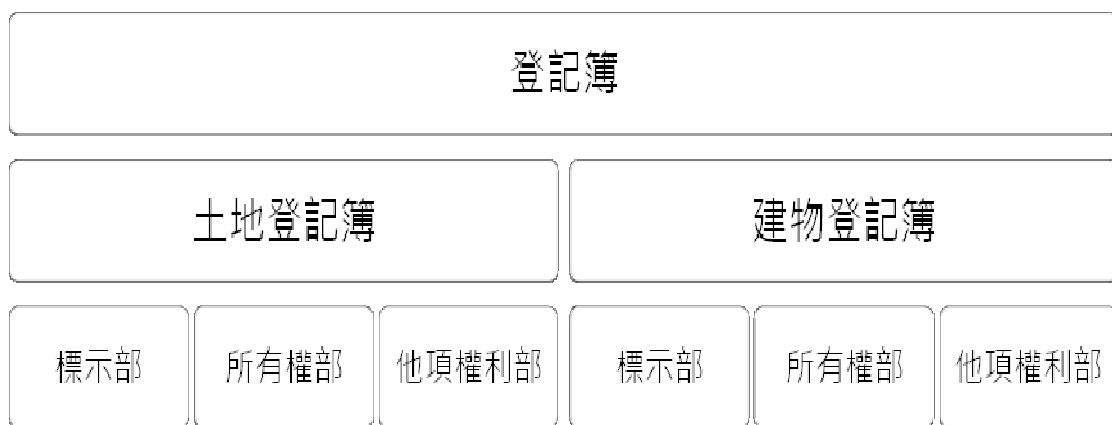 登記簿
土地登記簿 建物登記簿
標示部 所有權部 他項權利部 標示部 所有權部 他項權利部